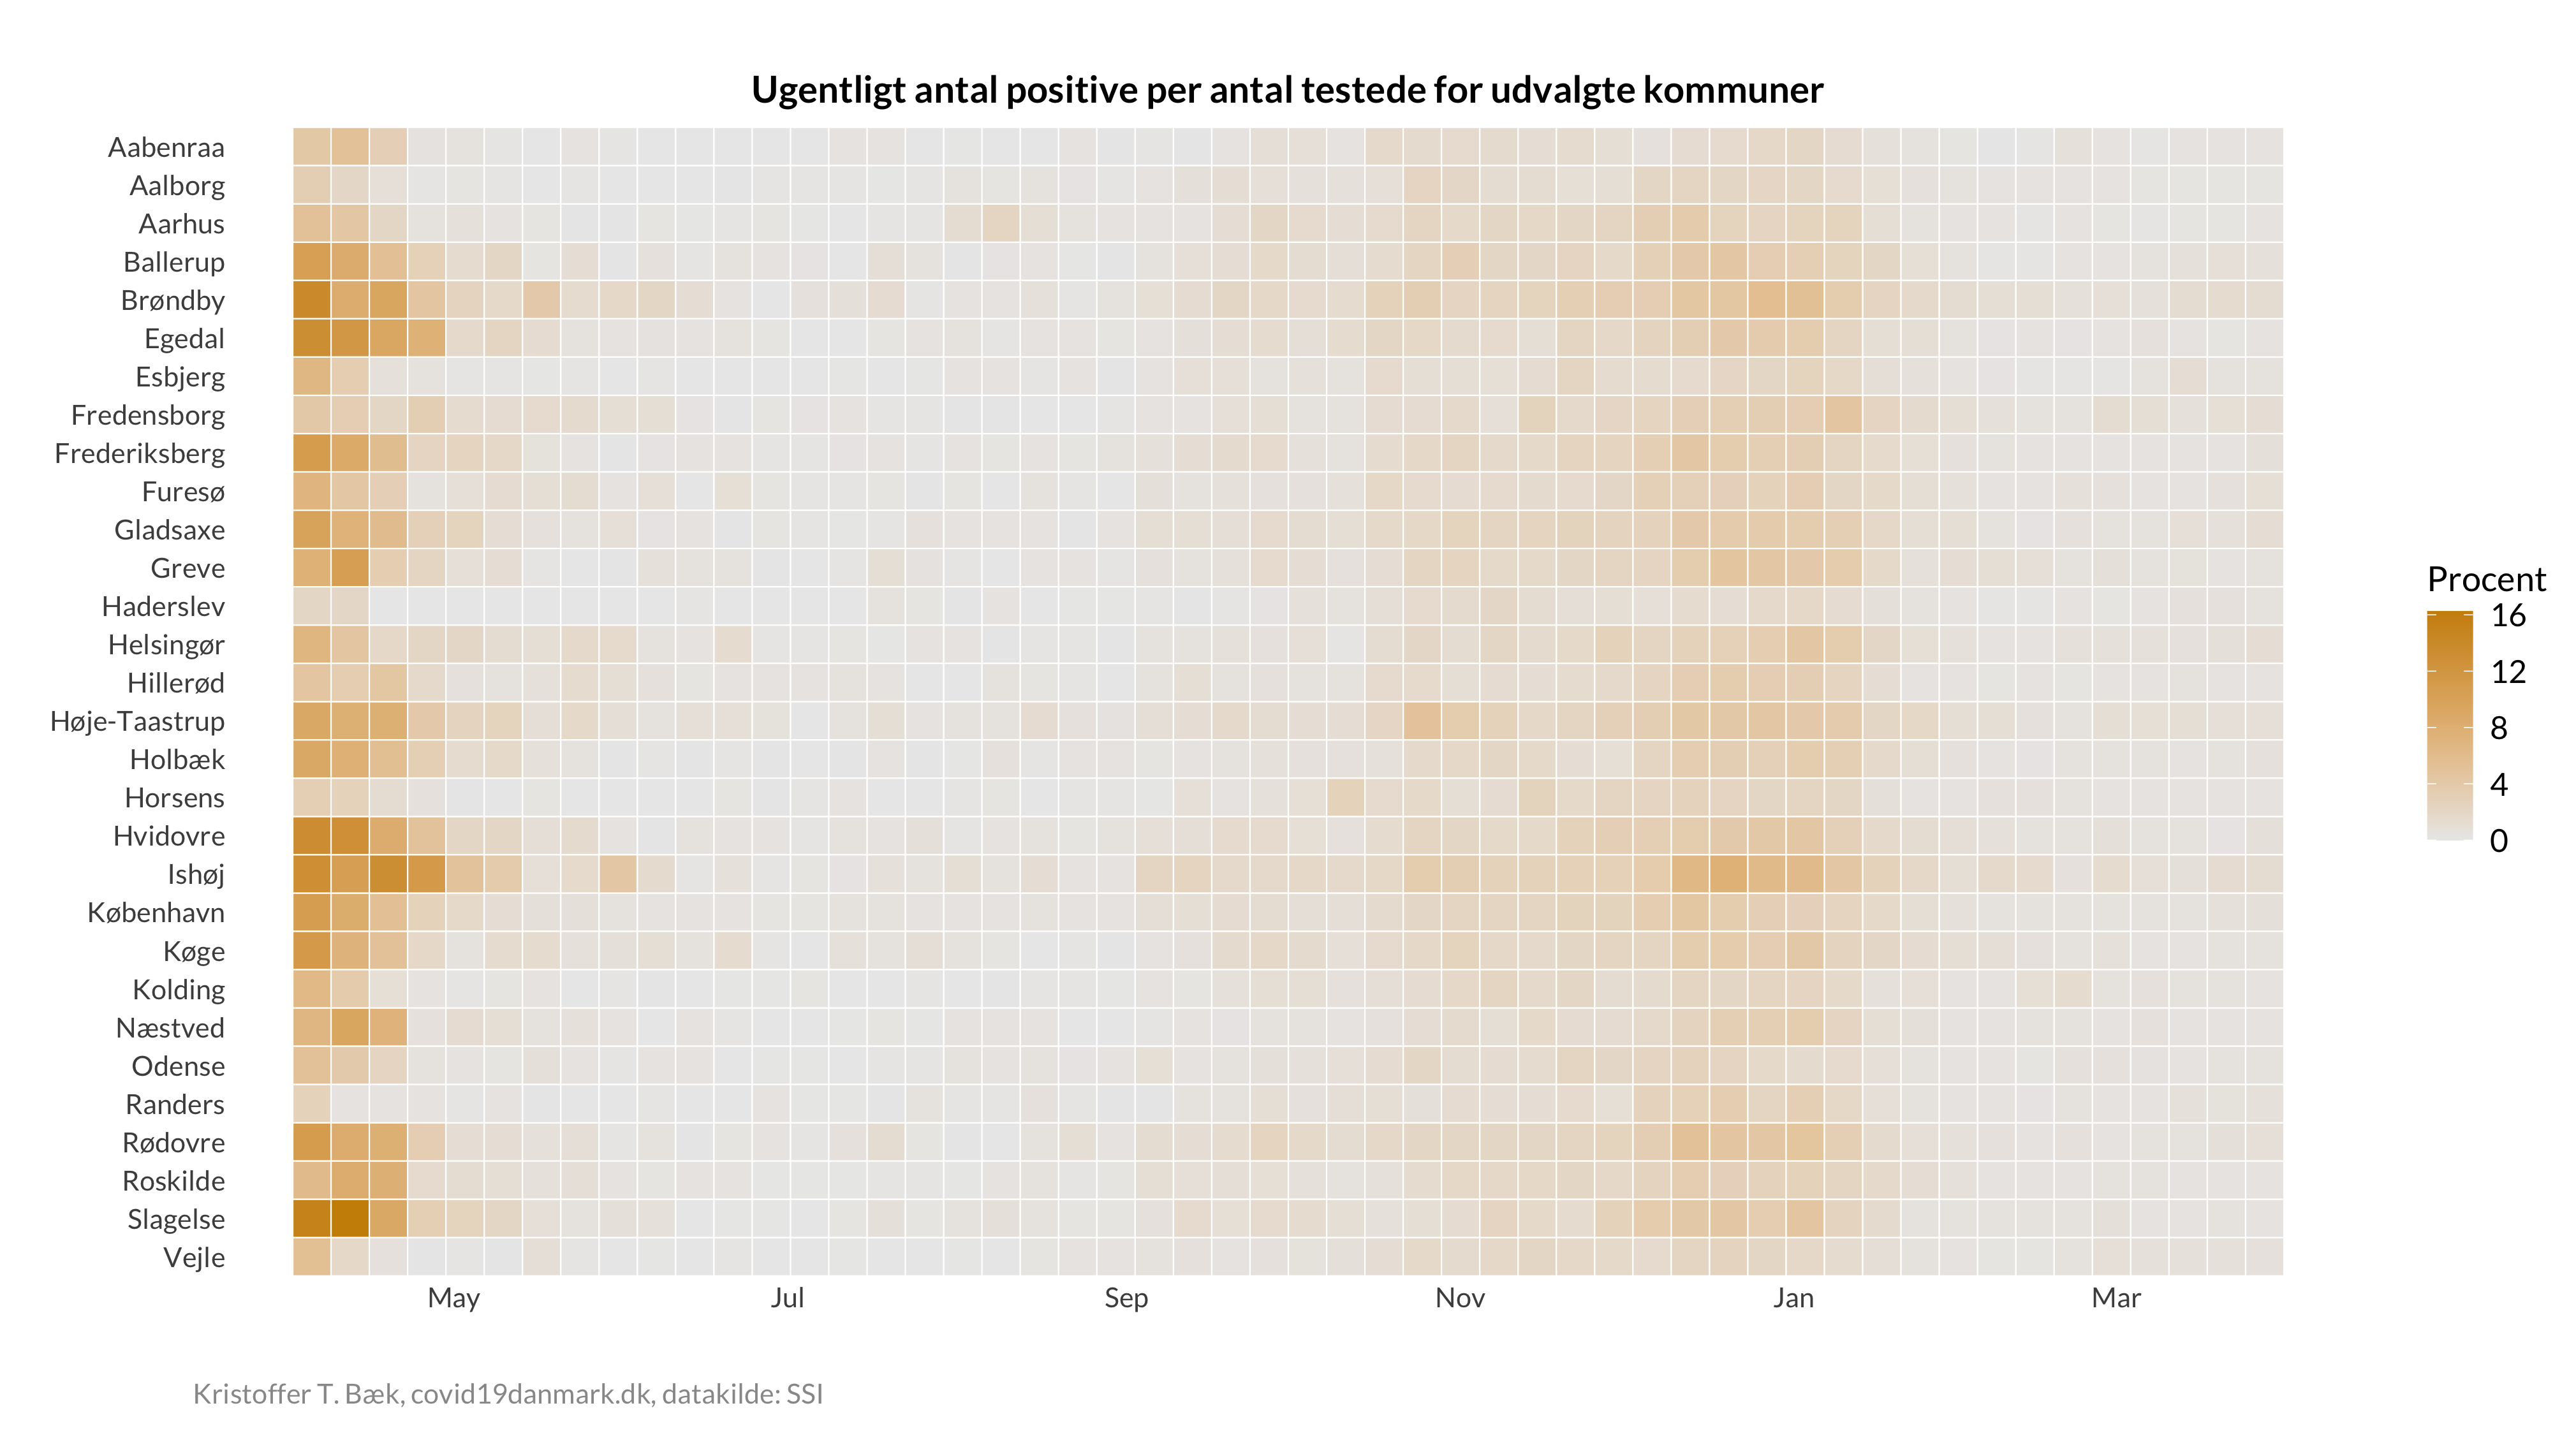 Ugentligt antal positive per antal testede for udvalgte kommuner
Aabenraa
Aalborg
Aarhus
Ballerup
Brøndby
Egedal
Esbjerg
Fredensborg
Frederiksberg
Furesø
Gladsaxe
Greve
Haderslev
Helsingør
Hillerød
Høje-Taastrup
Holbæk
Horsens
Hvidovre
Ishøj
København
Køge
Kolding
Næstved
Odense
Randers
Rødovre
Roskilde
Slagelse
Vejle
May Jul Sep Nov Jan Mar
Procent
16
12
8
4
0
Kristoffer T. Bæk, covid19danmark.dk, datakilde: SSI